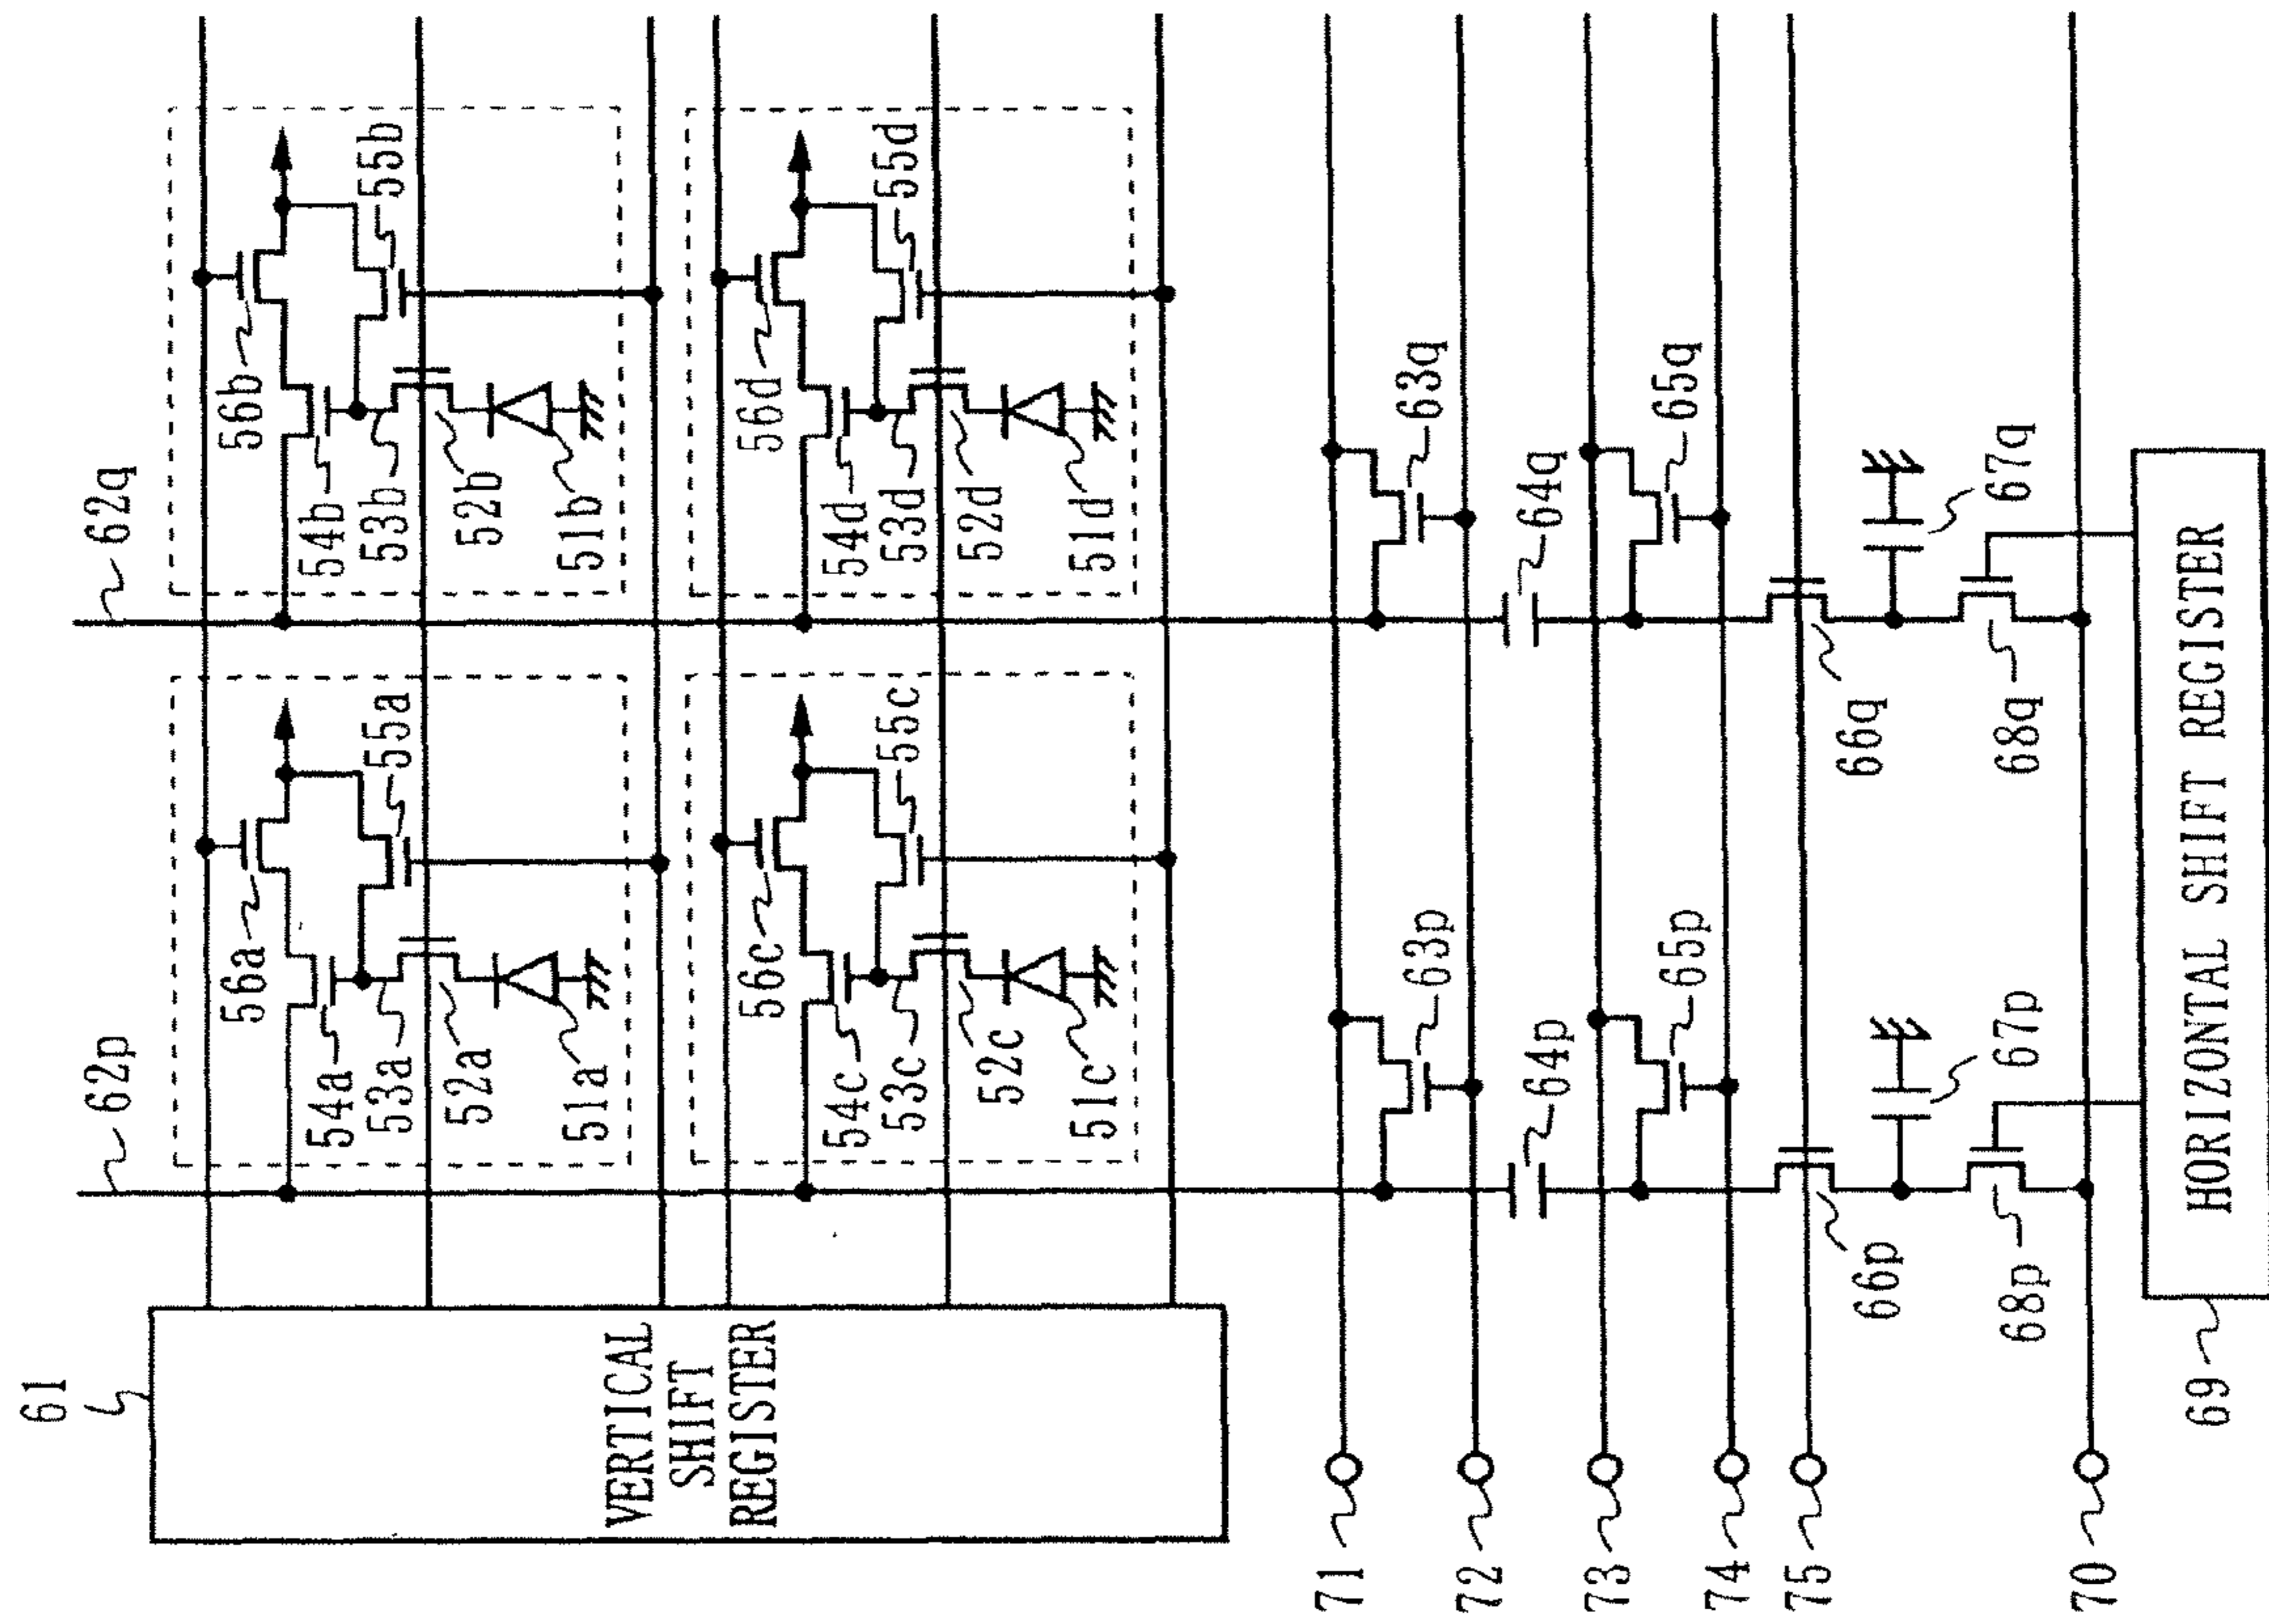 61
VERTICAL
SHIFT
REGISTER
62p
62q
56a
54a
53a
52a
51a
55a
56b
54b
53b
52b
51b
55b
56c
54c
53c
52c
51c
55c
56d
54d
53d
52d
51d
55d
71
72
73
74
75
70
63p
64p
65p
66p
67p
68p
63q
64q
65q
66q
67q
68q
69
HORIZONTAL SHIFT REGISTER